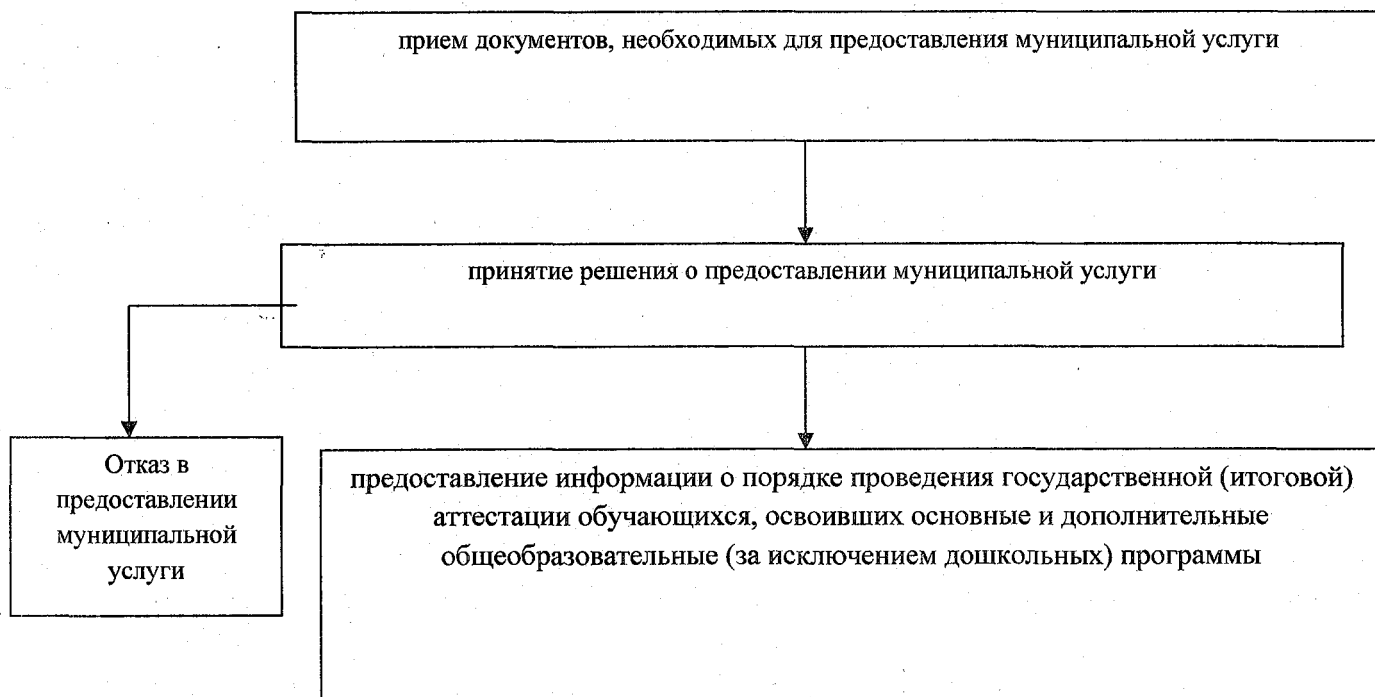 прием документов, необходимых для предоставления муниципальной услуги
принятие решения о предоставлении муниципальной услуги
Отказ в
предоставлении
муниципальной
услуги
предоставление информации о порядке проведения государственной (итоговой)
аттестации обучающихся, освоивших основные и дополнительные
общеобразовательные (за исключением дошкольных) программы